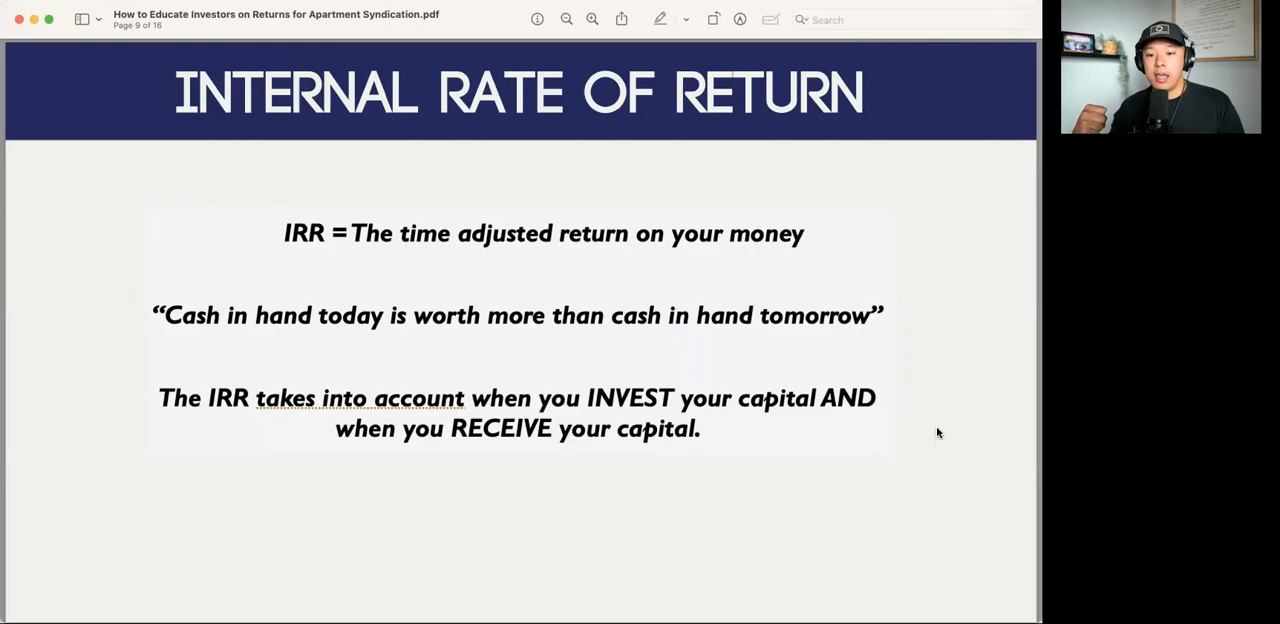 How to Educate Investors on Returns for Apartment Syndication.pdf
Page 9 of 16
Search
INTERNAL RATE OF RETURN
IRR = The time adjusted return on your money
“Cash in hand today is worth more than cash in hand tomorrow”
The IRR takes into account when you INVEST your capital AND
when you RECEIVE your capital.